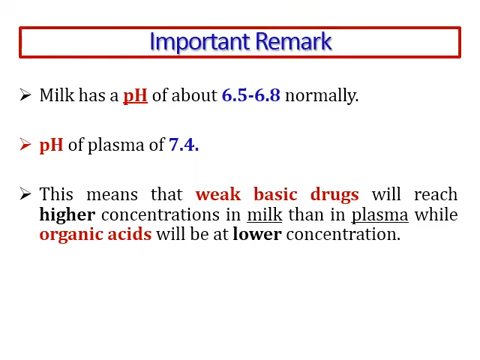 Important Remark
➢ Milk has a pH of about 6.5-6.8 normally.
➢ pH of plasma of 7.4.
➢ This means that weak basic drugs will reach
higher concentrations in milk than in plasma while
organic acids will be at lower concentration.